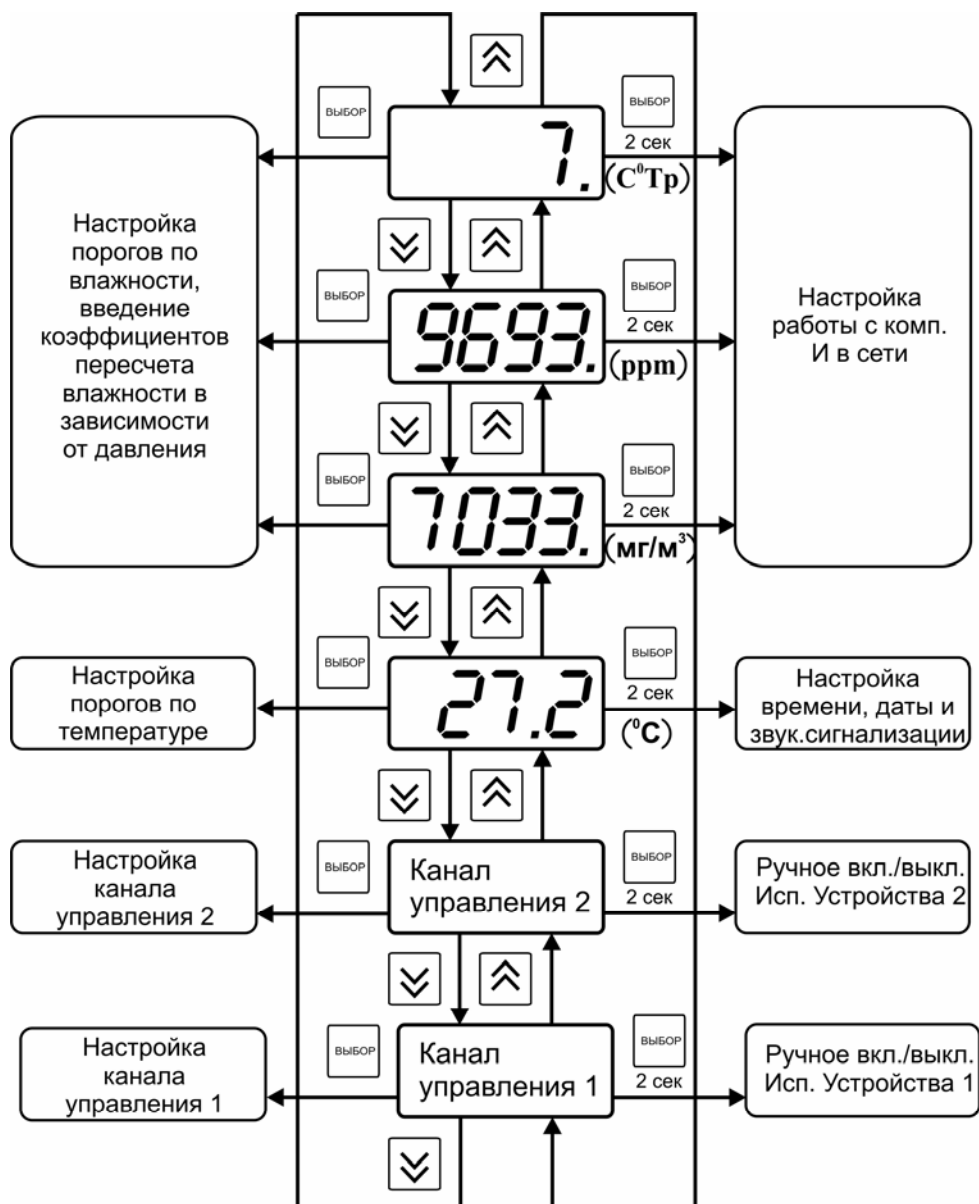 ВЫБОР
ВЫБОР
2 сек
7.
(C⁰Tp)
Настройка
порогов по
влажности,
введение
коэффициентов
пересчета
влажности в
зависимости
от давления
ВЫБОР
ВЫБОР
2 сек
9693.
(ppm)
Настройка
работы с комп.
И в сети
ВЫБОР
ВЫБОР
2 сек
7033.
(мг/м³)
ВЫБОР
ВЫБОР
2 сек
27.2
(⁰C)
Настройка
порогов по
температуре
Настройка
времени, даты и
звук.сигнализации
ВЫБОР
ВЫБОР
2 сек
Настройка
канала
управления 2
Канал
управления 2
Ручное вкл./выкл.
Исп. Устройства 2
ВЫБОР
ВЫБОР
2 сек
Настройка
канала
управления 1
Канал
управления 1
Ручное вкл./выкл.
Исп. Устройства 1